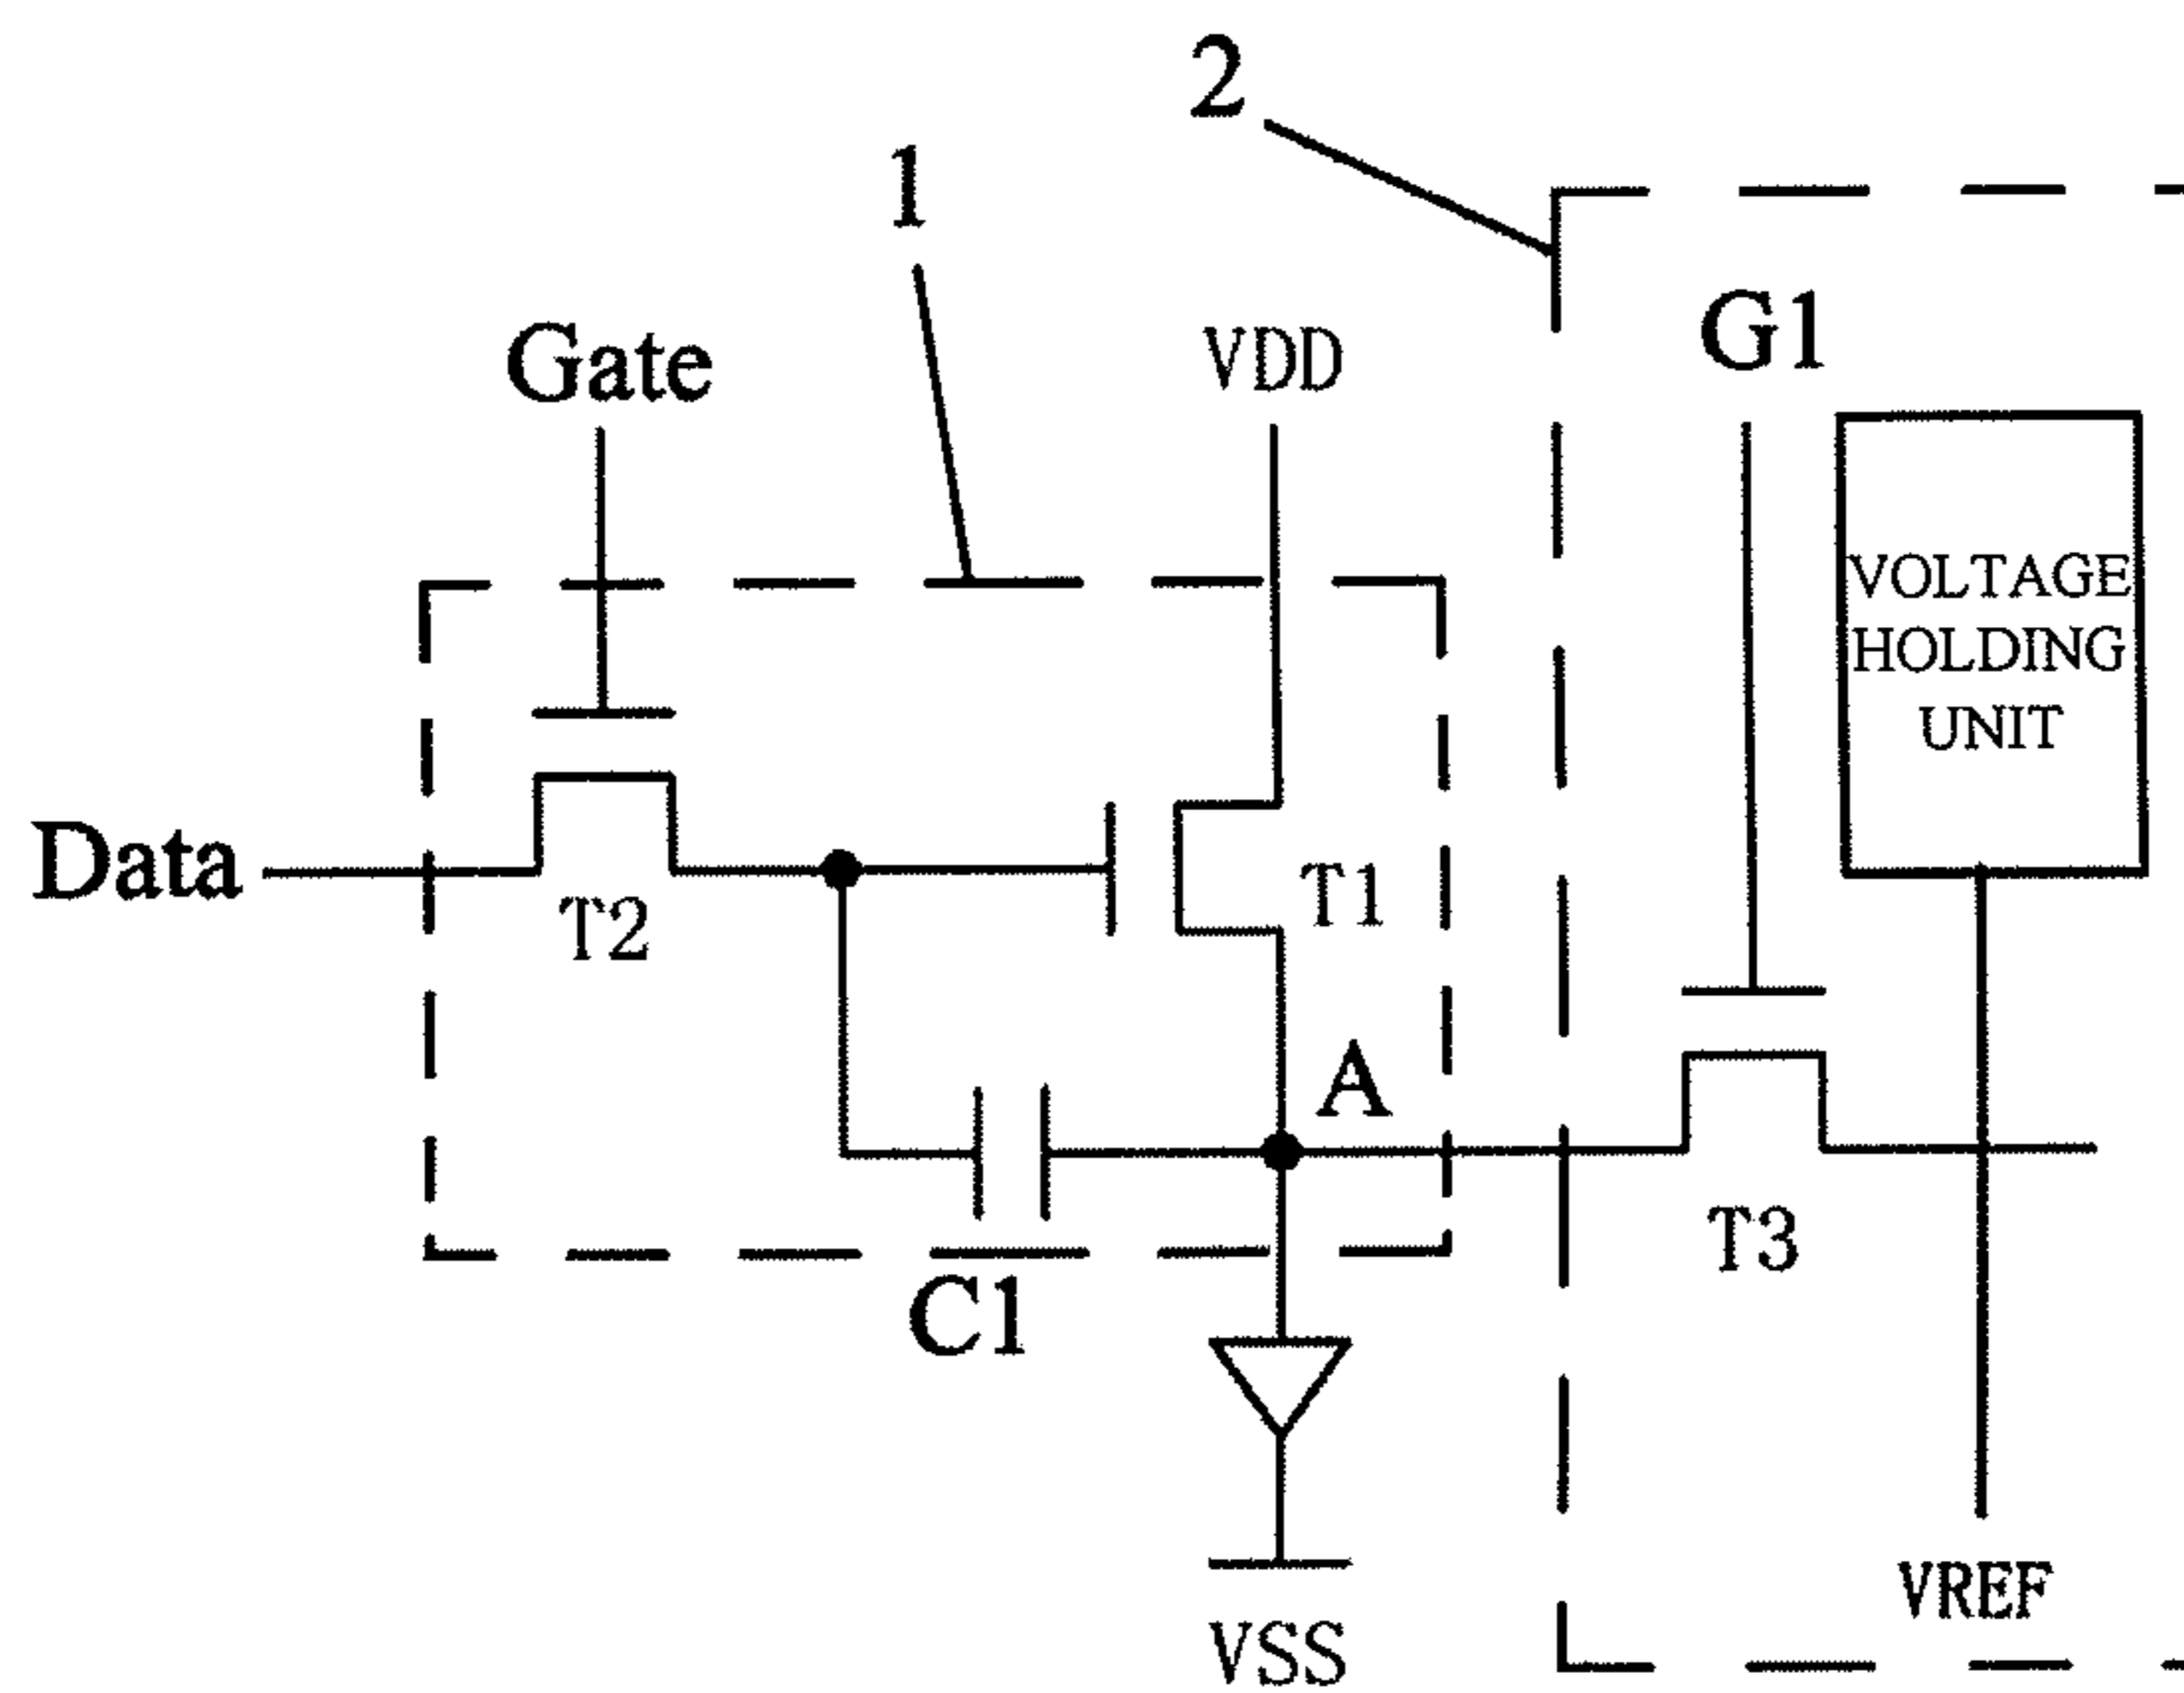 2
1
G1
Gate
VDD
VOLTAGE
HOLDING
UNIT
Data
T1
T2
A
T3
C1
VREF
VSS